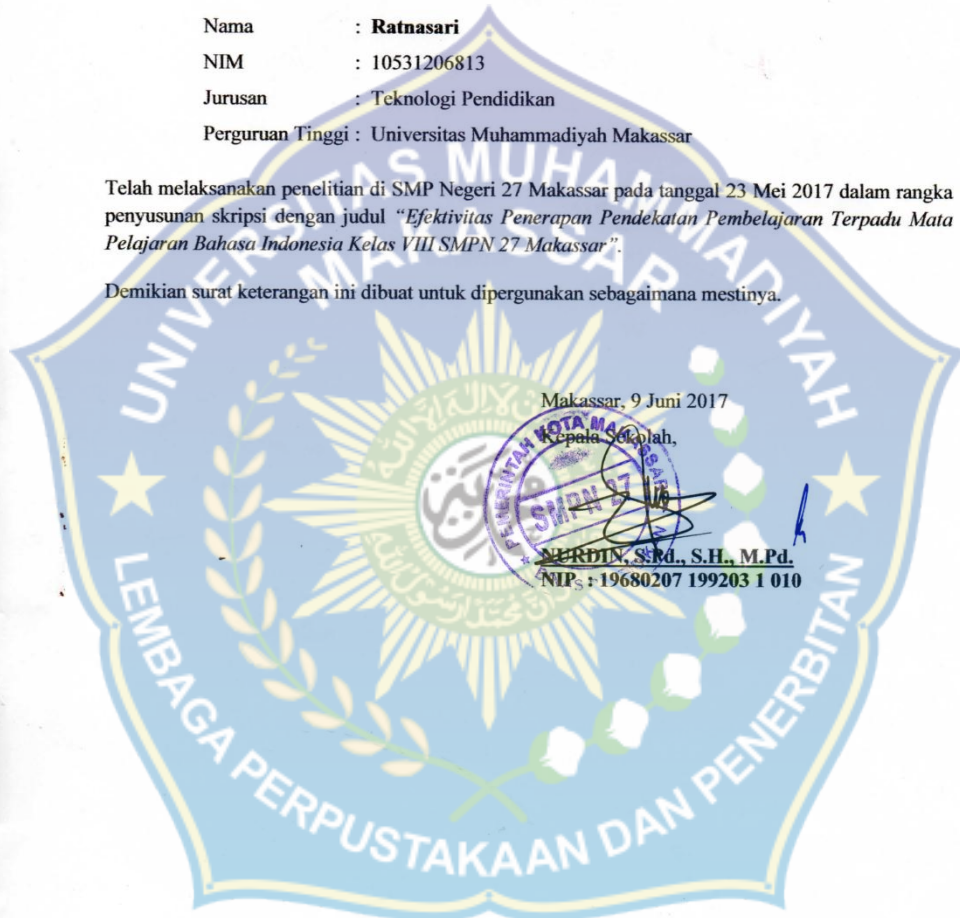 Nama : Ratnasari
NIM : 10531206813
Jurusan : Teknologi Pendidikan
Perguruan Tinggi : Universitas Muhammadiyah Makassar
Telah melaksanakan penelitian di SMP Negeri 27 Makassar pada tanggal 23 Mei 2017 dalam rangka
penyusunan skripsi dengan judul “Efektivitas Penerapan Pendekatan Pembelajaran Terpadu Mata
Pelajaran Bahasa Indonesia Kelas VIII SMPN 27 Makassar”.
Demikian surat keterangan ini dibuat untuk dipergunakan sebagaimana mestinya.
Makassar, 9 Juni 2017
Kepala Sekolah,
PEMERINTAH KOTA MAKASSAR
SMPN 27
NURDIN, S.Pd., S.H., M.Pd.
NIP : 19680207 199203 1 010
UNIVERSITAS MUHAMMADIYAH
MAKASSAR
LEMBAGA PERPUSTAKAAN DAN PENERBITAN